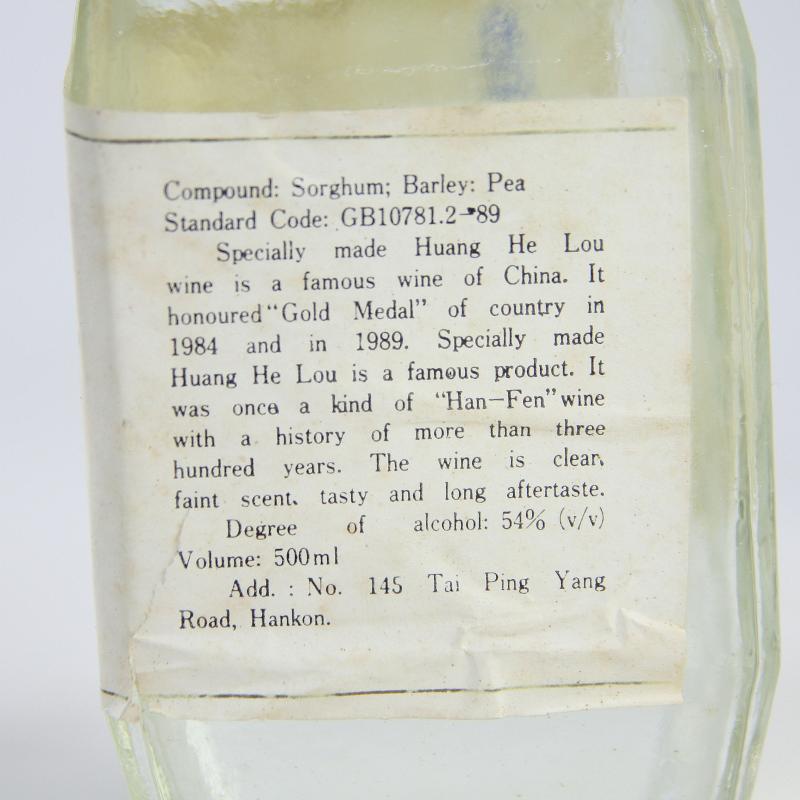 Compound: Sorghum; Barley: Pea
Standard Code: GB10781.2-89
Specially made Huang He Lou
wine is a famous wine of China. It
honoured "Gold Medal" of country in
1984 and in 1989. Specially made
Huang He Lou is a famous product. It
was once a kind of "Han-Fen" wine
with a history of more than three
hundred years. The wine is clear,
faint scent, tasty and long aftertaste.
Degree of alcohol: 54% (v/v)
Volume: 500ml
Add. : No. 145 Tai Ping Yang
Road, Hankon.